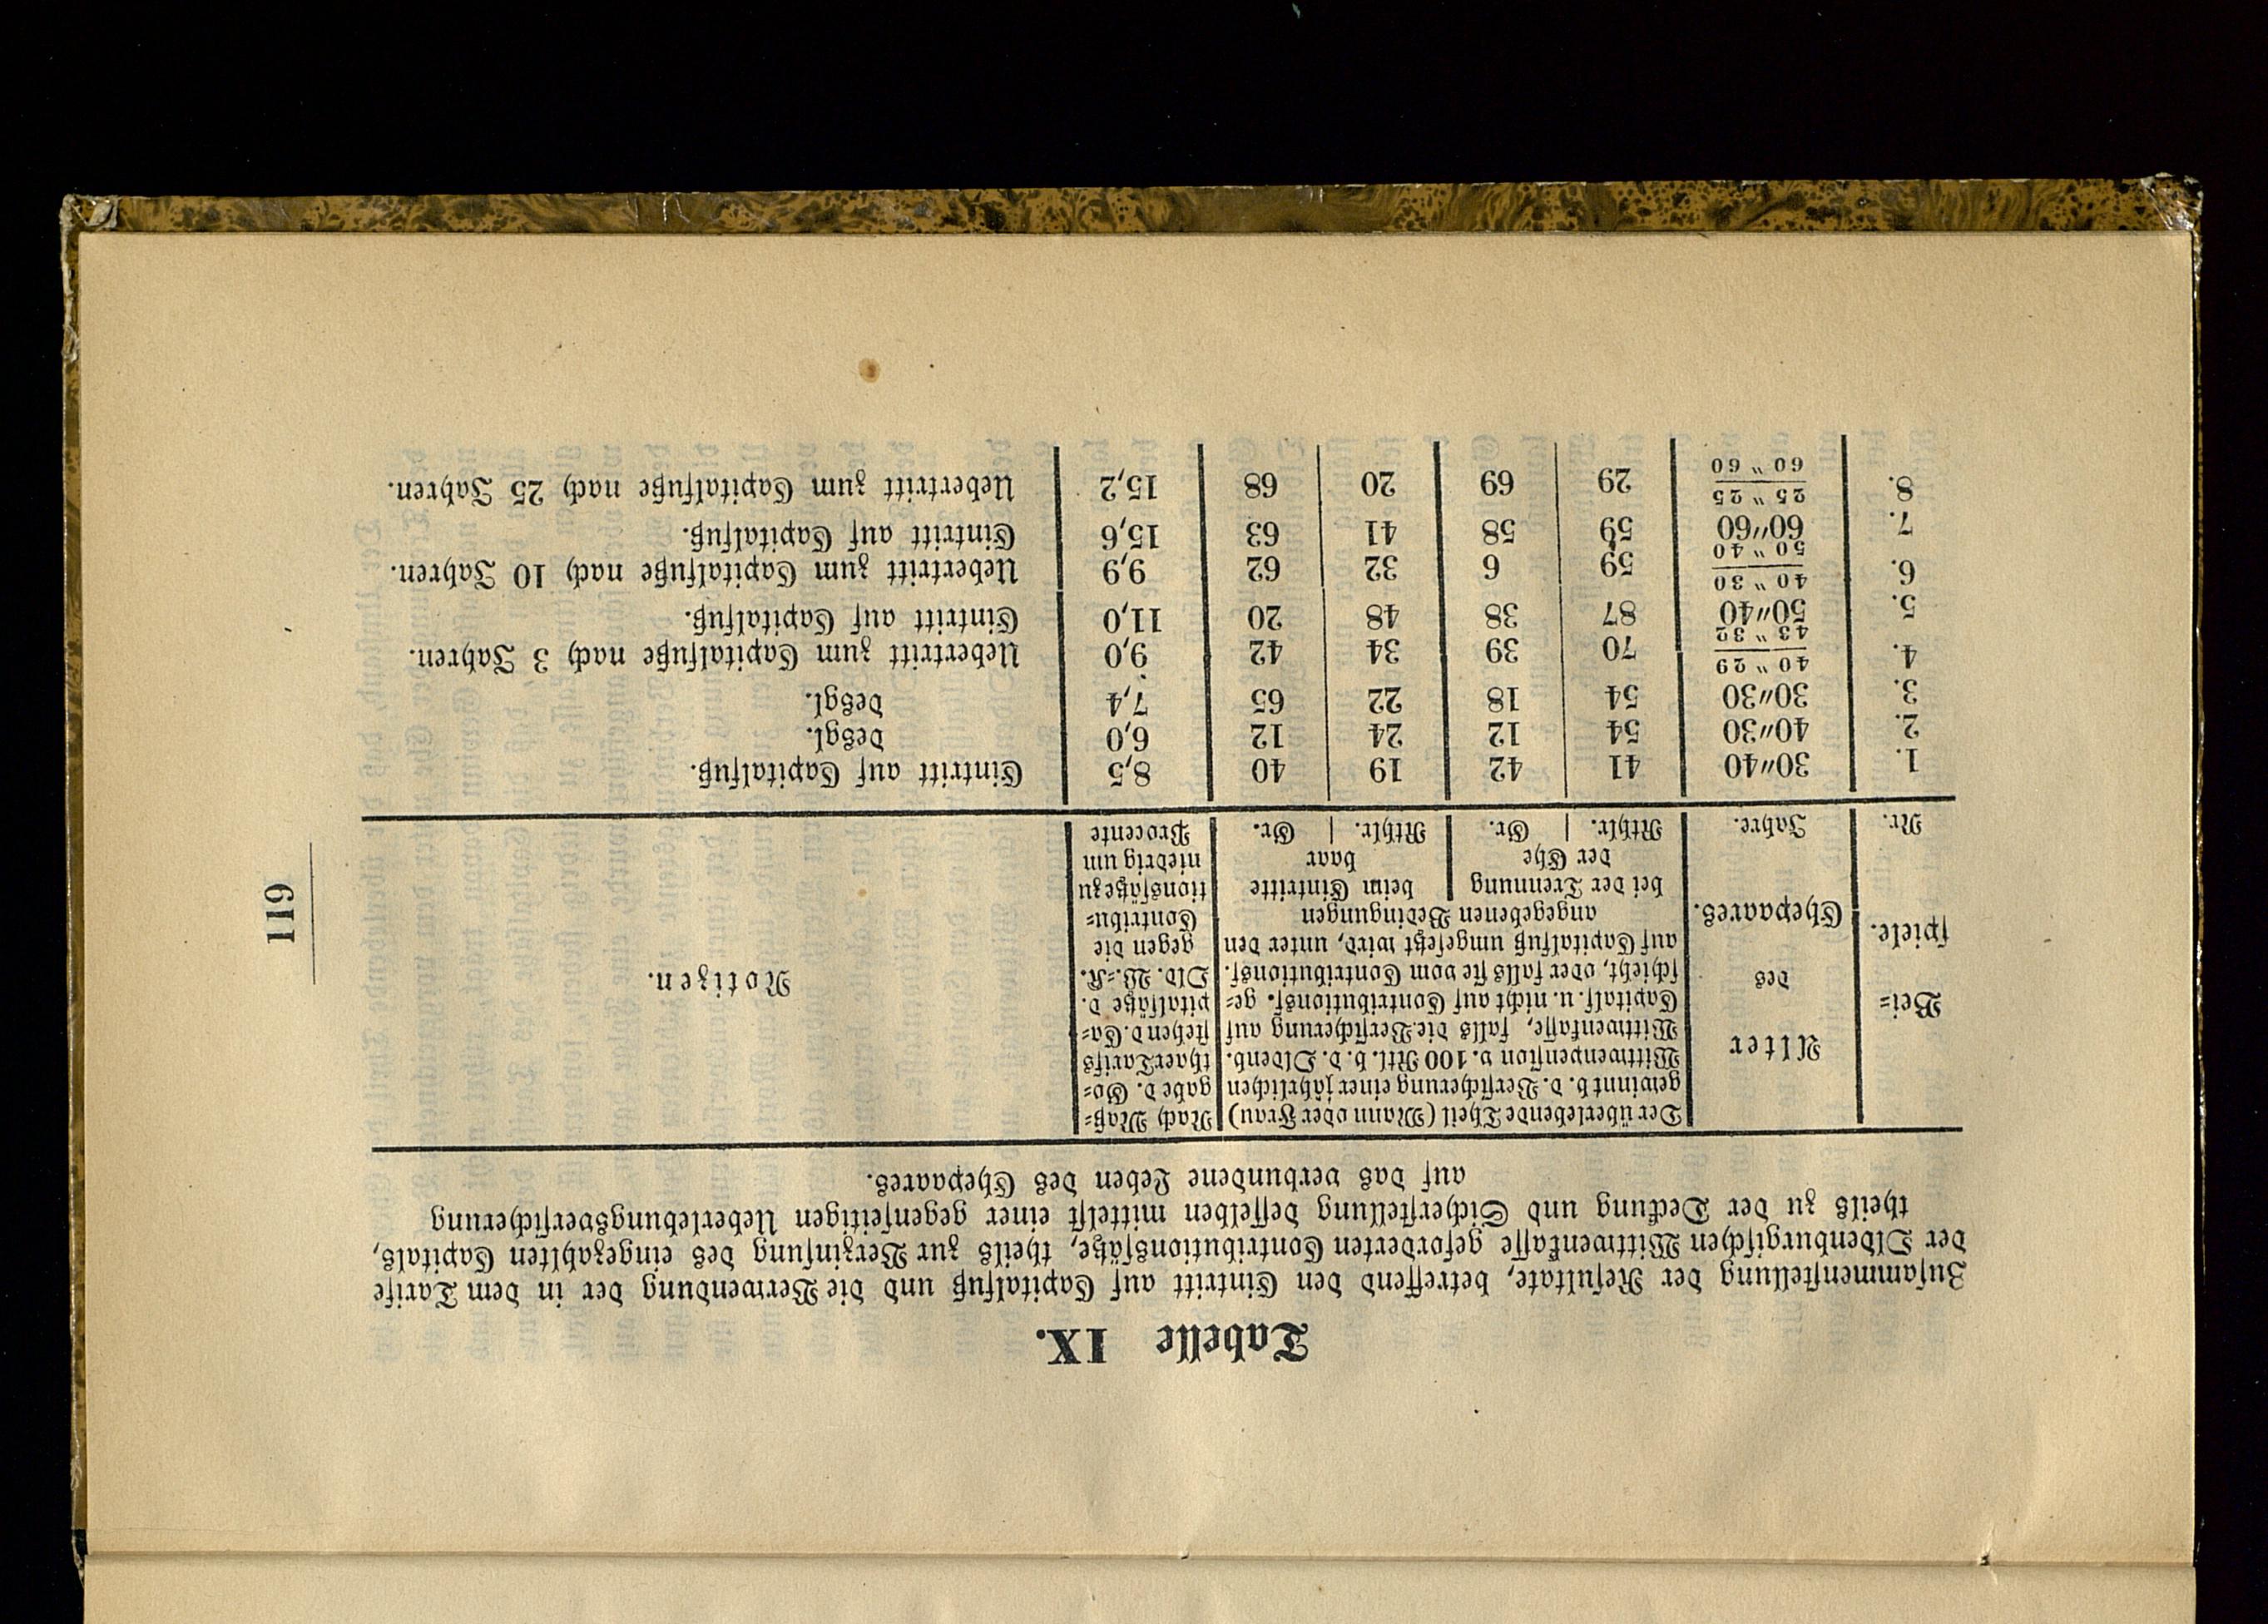 119
Tabelle IX.
Zusammenstellung der Resultate, betreffend den Eintritt auf Capitalfuß und die Verwendung der in dem Tarife
der Oldenburgischen Wittwenkasse geforderten Contributionssätze, theils zur Verzinsung des eingezahlten Capitals,
theils zu der Deckung und Sicherstellung desselben mittelst einer gegenseitigen Ueberlebungsversicherung
auf das verbundene Leben des Ehepaares.
Bei=
spiele.
Nr.
Alter
des
Ehepaares.
Jahre.
Der überlebende Theil (Mann oder Frau)
gewinnt b. d. Versicherung einer jährlichen
Wittwenpension v. 100 Rtl. b. d. Oldenb.
Wittwenkasse, falls die Versicherung auf
Capitalf. u. nicht auf Contributionsf. ge=
schieht, oder falls sie vom Contributionsf.
auf Capitalfuß umgesetzt wird, unter den
angegebenen Bedingungen
bei der Trennung
der Ehe
Rthlr. | Gr.
beim Eintritte
baar
Rthlr. | Gr.
Nach Maß=
gabe d. Go=
thaer Tarifs
stehen d. Ca=
pitalsätze d.
Old. W.=K.
gegen die
Contribu=
tionssätze zu
niedrig um
Procente
Notizen.
1. 30″40 41 42 19 40 8,5 Eintritt auf Capitalfuß.
2. 40″30 54 12 24 12 6,0 desgl.
3. 30″30 54 18 22 65 7,4 desgl.
4. 40 ″ 29 / 43 ″ 32 70 39 34 42 9,0 Uebertritt zum Capitalfuße nach 3 Jahren.
5. 50″40 87 38 48 20 11,0 Eintritt auf Capitalfuß.
6. 40 ″ 30 / 50 ″ 40 59 6 32 62 9,9 Uebertritt zum Capitalfuße nach 10 Jahren.
7. 60″60 59 58 41 63 15,6 Eintritt auf Capitalfuß.
8. 25 ″ 25 / 60 ″ 60 29 69 20 68 15,2 Uebertritt zum Capitalfuße nach 25 Jahren.